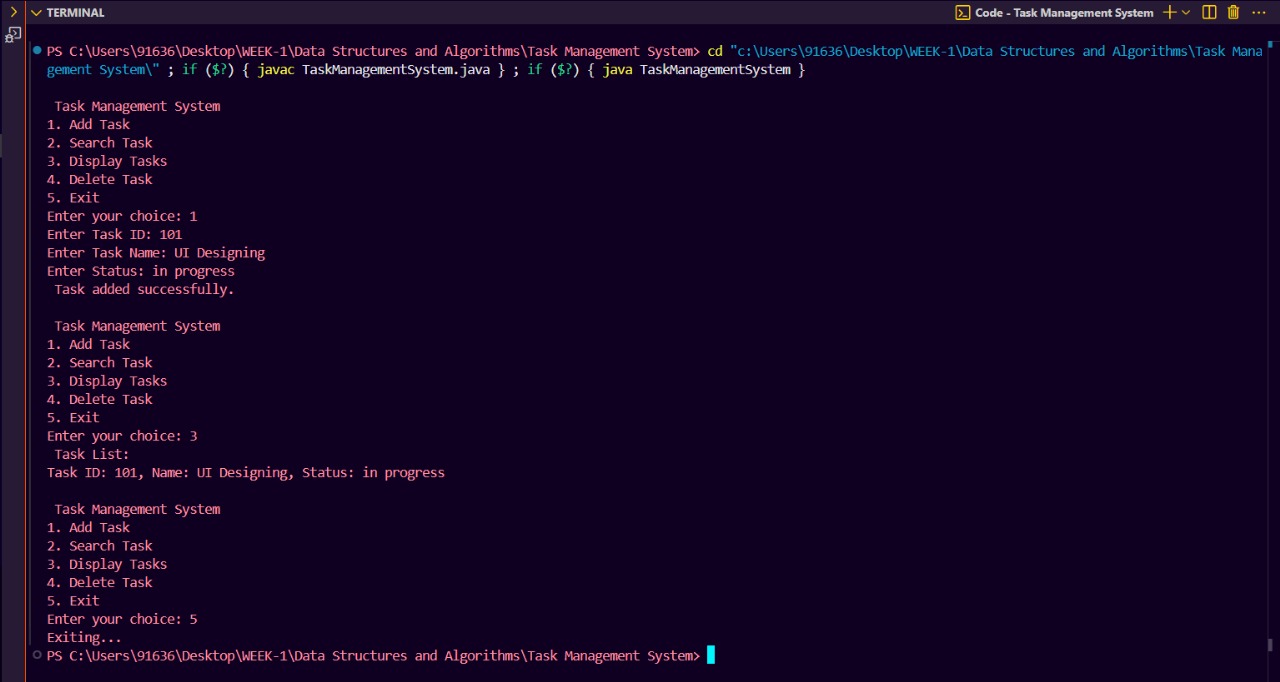 TERMINAL
Code - Task Management System
PS C:\Users\91636\Desktop\WEEK-1\Data Structures and Algorithms\Task Management System> cd "c:\Users\91636\Desktop\WEEK-1\Data Structures and Algorithms\Task Mana
gement System\" ; if ($?) { javac TaskManagementSystem.java } ; if ($?) { java TaskManagementSystem }
Task Management System
1. Add Task
2. Search Task
3. Display Tasks
4. Delete Task
5. Exit
Enter your choice: 1
Enter Task ID: 101
Enter Task Name: UI Designing
Enter Status: in progress
Task added successfully.
Task Management System
1. Add Task
2. Search Task
3. Display Tasks
4. Delete Task
5. Exit
Enter your choice: 3
Task List:
Task ID: 101, Name: UI Designing, Status: in progress
Task Management System
1. Add Task
2. Search Task
3. Display Tasks
4. Delete Task
5. Exit
Enter your choice: 5
Exiting...
PS C:\Users\91636\Desktop\WEEK-1\Data Structures and Algorithms\Task Management System>